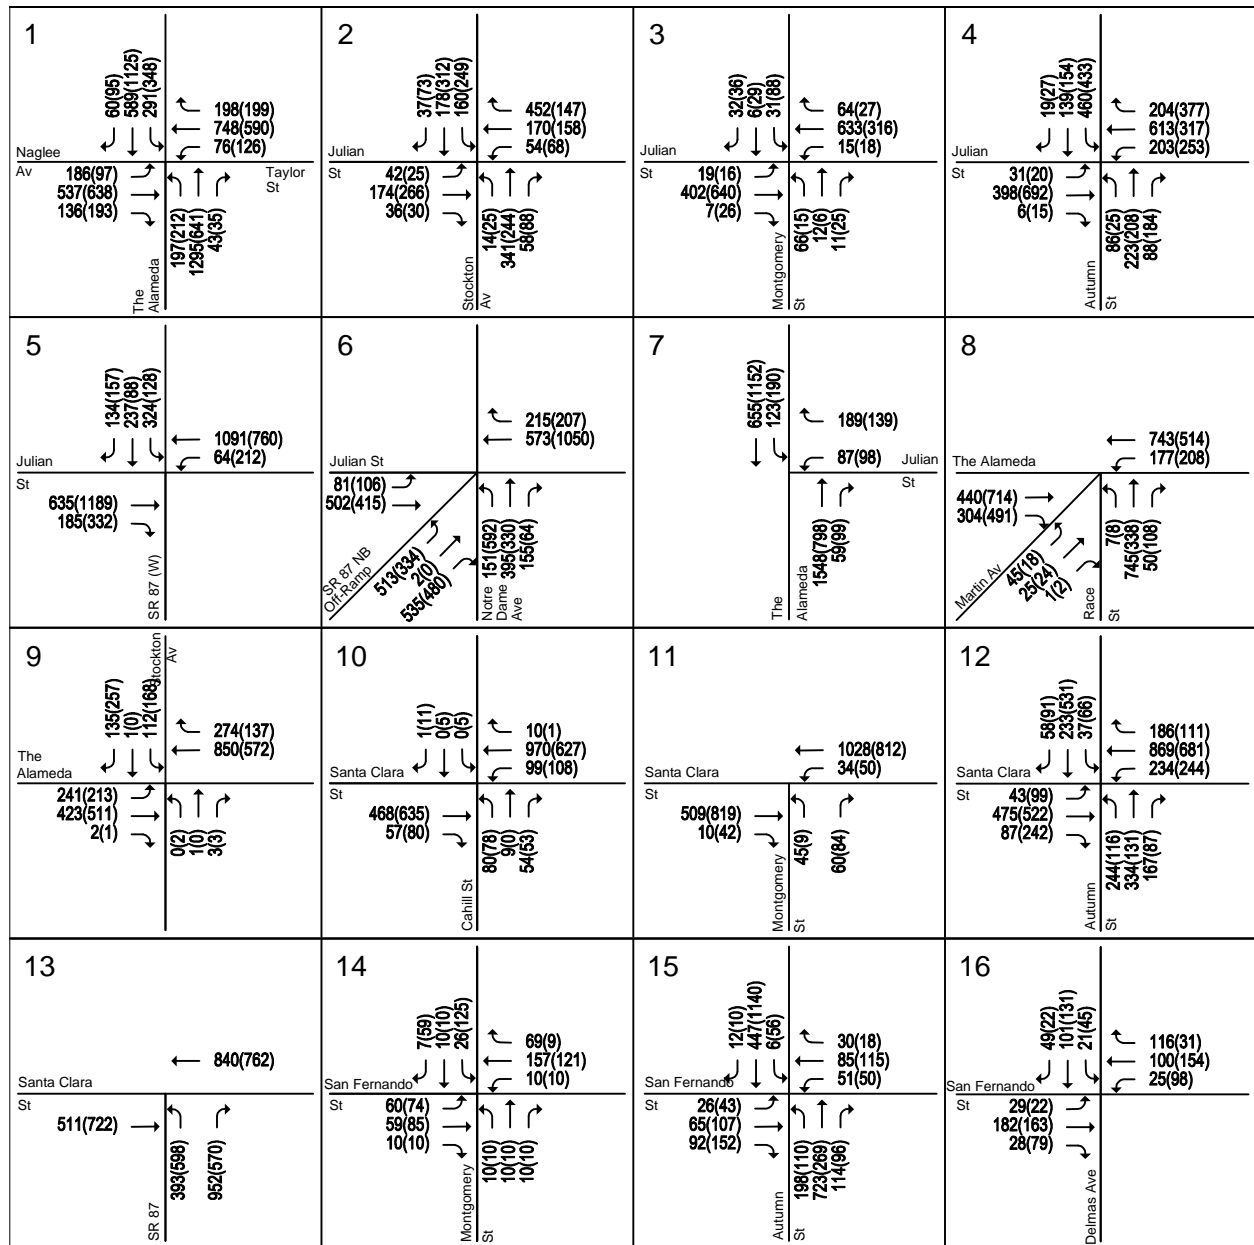 1
60(95)
589(1125)
291(348)
198(199)
748(590)
76(126)
Naglee
Av
Taylor
St
186(97)
537(638)
136(193)
197(212)
1295(641)
43(35)
The
Alameda
2
37(73)
178(312)
160(249)
452(147)
170(158)
54(68)
Julian
St
42(25)
174(266)
36(30)
14(25)
341(244)
58(88)
Stockton
Av
3
32(36)
6(29)
31(88)
64(27)
633(316)
15(18)
Julian
St
19(16)
402(640)
7(26)
66(15)
12(6)
11(25)
Montgomery
St
4
19(27)
139(154)
460(433)
204(377)
613(317)
203(253)
Julian
St
31(20)
398(692)
6(15)
86(25)
223(208)
88(184)
Autumn
St
5
134(157)
237(88)
324(128)
1091(760)
64(212)
Julian
St
635(1189)
185(332)
SR 87 (W)
6
215(207)
573(1050)
Julian St
81(106)
502(415)
SR 87 NB
Off-Ramp
513(334)
2(0)
535(480)
151(592)
395(330)
155(64)
Notre
Dame
Ave
7
655(1152)
123(190)
189(139)
87(98)
Julian
St
1548(798)
59(99)
The
Alameda
8
743(514)
177(208)
The Alameda
440(714)
304(491)
Martin Av
45(18)
25(24)
1(2)
7(8)
745(338)
50(108)
Race
St
9
Stockton
Av
135(257)
1(0)
112(168)
274(137)
850(572)
The
Alameda
241(213)
423(511)
2(1)
0(2)
1(0)
3(3)
10
1(11)
0(5)
0(5)
10(1)
970(627)
99(108)
Santa Clara
St
468(635)
57(80)
80(78)
9(0)
54(53)
Cahill St
11
1028(812)
34(50)
Santa Clara
St
509(819)
10(42)
45(9)
60(84)
Montgomery
St
12
58(91)
233(531)
37(66)
186(111)
869(681)
234(244)
Santa Clara
St
43(99)
475(522)
87(242)
244(116)
334(131)
167(87)
Autumn
St
13
840(762)
Santa Clara
St
511(722)
393(598)
952(570)
SR 87
14
7(59)
10(10)
26(125)
69(9)
157(121)
10(10)
San Fernando
St
60(74)
59(85)
10(10)
10(10)
10(10)
10(10)
Montgomery
St
15
12(10)
447(1140)
6(56)
30(18)
85(115)
51(50)
San Fernando
St
26(43)
65(107)
92(152)
198(110)
723(269)
114(96)
Autumn
St
16
49(22)
101(131)
21(45)
116(31)
100(154)
25(98)
San Fernando
St
29(22)
182(163)
28(79)
Delmas Ave